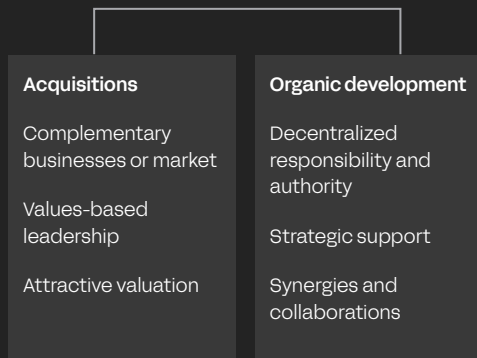 Acquisitions
Complementary
businesses or market
Values-based
leadership
Attractive valuation
Organic development
Decentralized
responsibility and
authority
Strategic support
Synergies and
collaborations